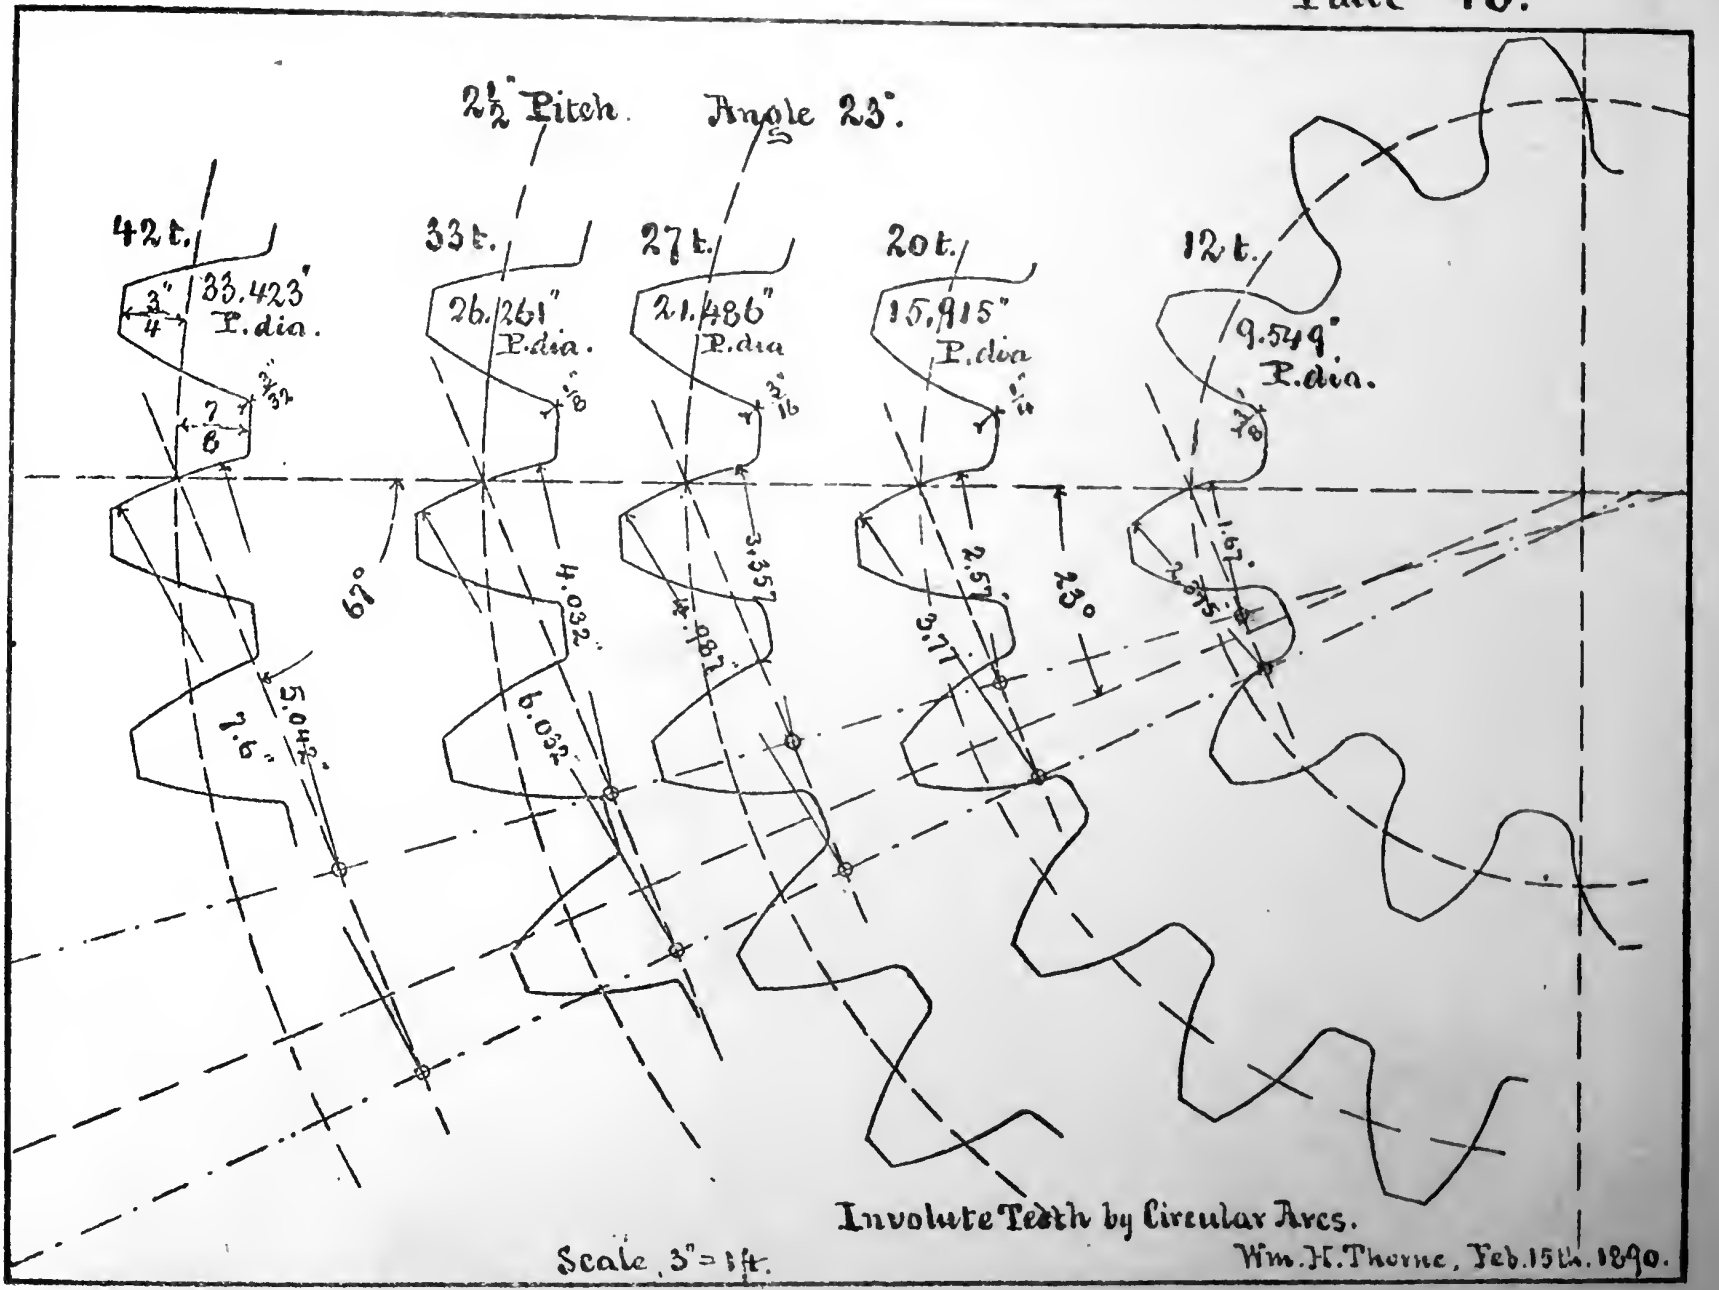 2½" Pitch. Angle 23°.
42 t. 33 t. 27 t. 20 t. 12 t.
33.423" P. dia.
26.261" P. dia.
21.486" P. dia
15.915" P. dia
9.549" P. dia.
3/4"
7/8
3/32"
1/8"
3/16"
1/4"
3/8"
67°
23°
5.042"
7.6"
4.032"
6.032"
3.357
4.987"
2.57"
3.77
1.67"
2.375"
Involute Teeth by Circular Arcs.
Scale, 3" = 1 ft.
Wm. H. Thorne, Feb. 15th. 1890.